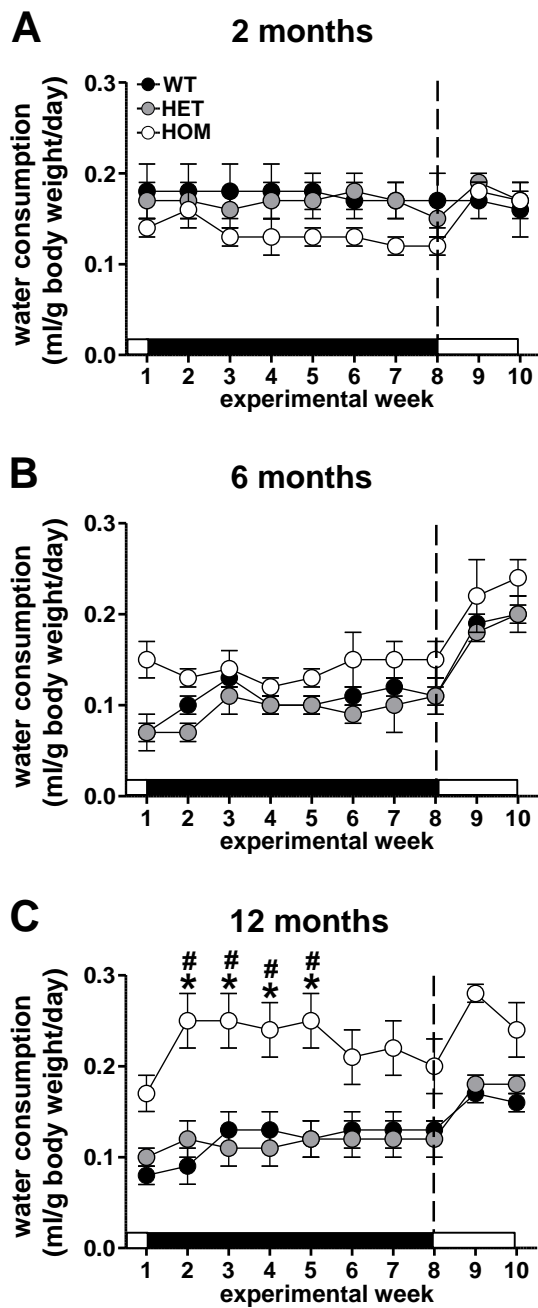 A
2 months
water consumption
(ml/g body weight/day)
0.3
0.2
0.1
0.0
WT
HET
HOM
1 2 3 4 5 6 7 8 9 10
experimental week
B
6 months
water consumption
(ml/g body weight/day)
0.3
0.2
0.1
0.0
1 2 3 4 5 6 7 8 9 10
experimental week
C
12 months
water consumption
(ml/g body weight/day)
0.3
0.2
0.1
0.0
# # # #
* * * *
1 2 3 4 5 6 7 8 9 10
experimental week